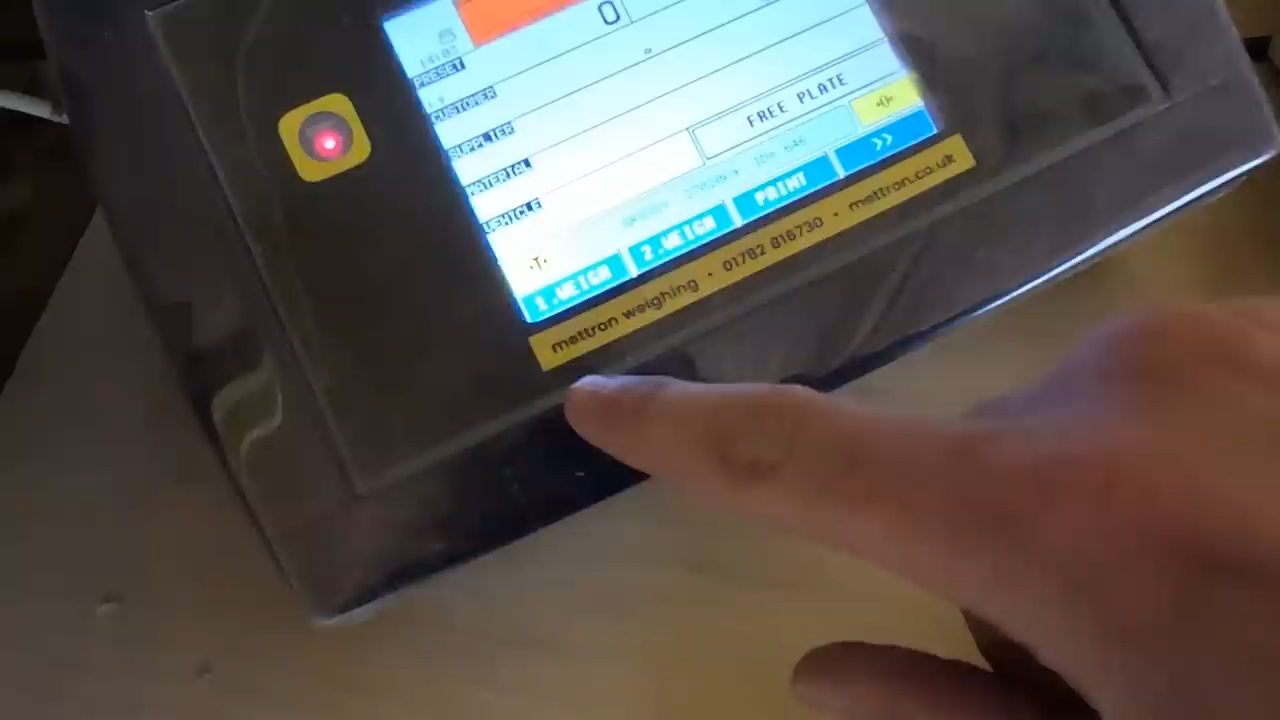 0
PRESET
CUSTOMER
SUPPLIER
MATERIAL
VEHICLE
FREE PLATE
>0<
-T-
1.WEIGH
2.WEIGH
PRINT
>>
mettron weighing · 01782 816730 · mettron.co.uk